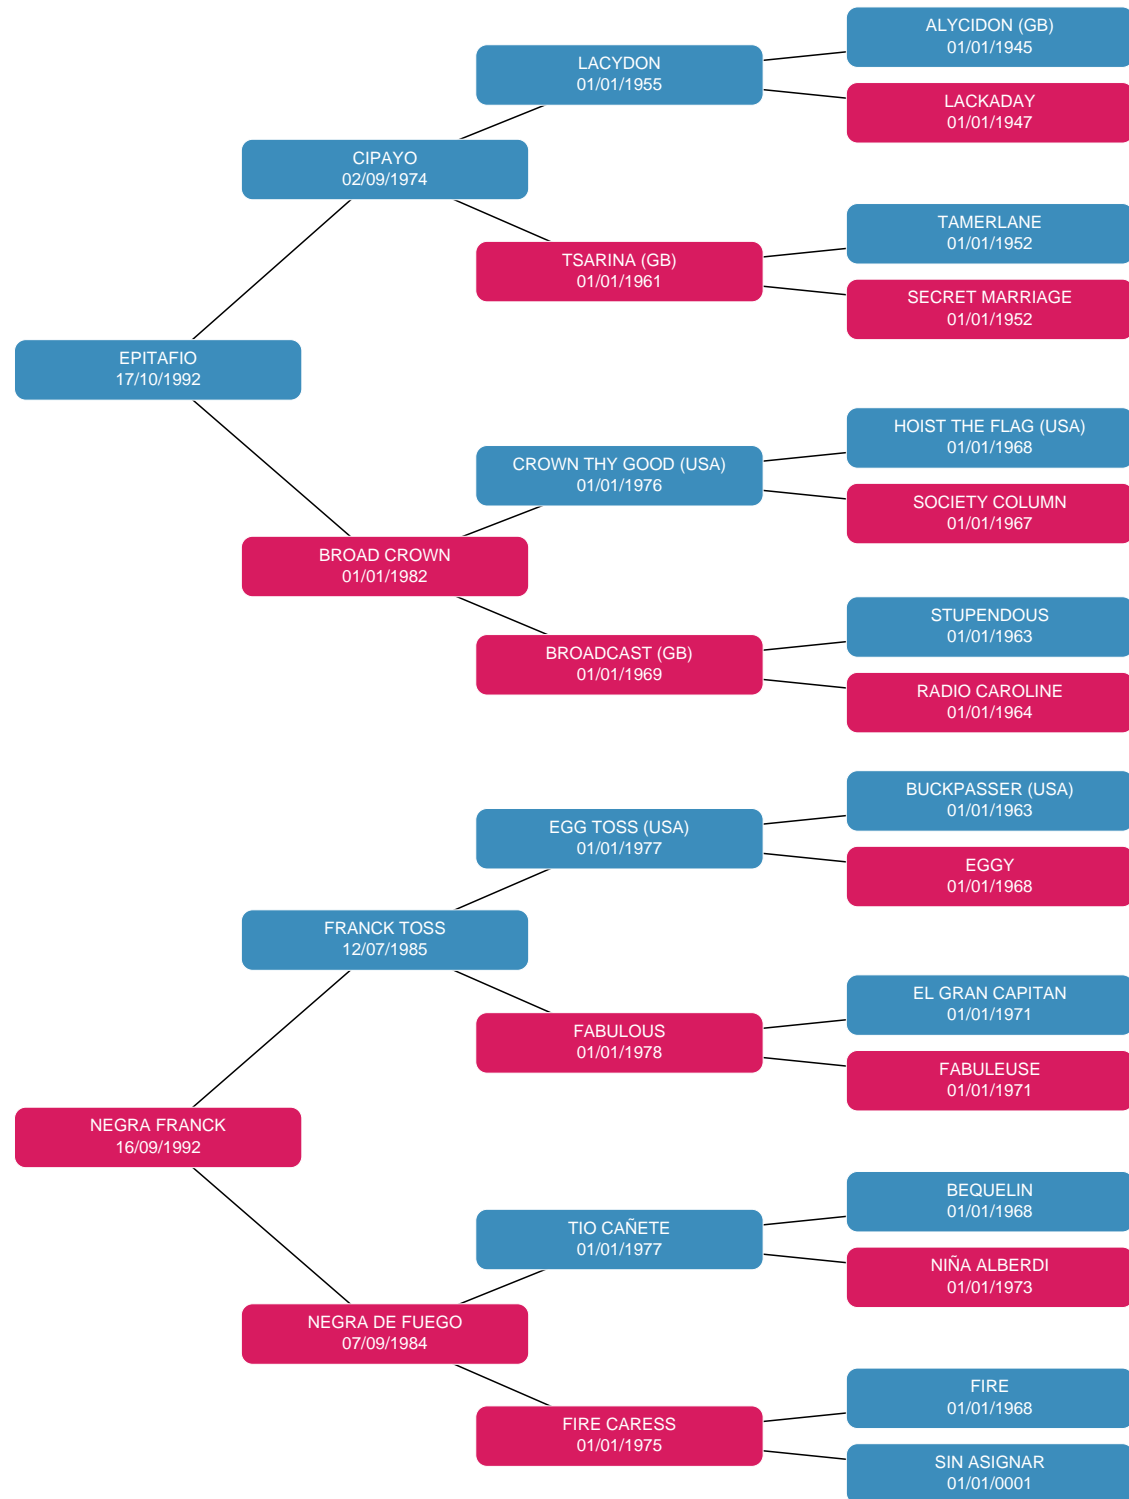 ALYCIDON (GB)
01/01/1945
LACYDON
01/01/1955
LACKADAY
01/01/1947
CIPAYO
02/09/1974
TAMERLANE
01/01/1952
TSARINA (GB)
01/01/1961
SECRET MARRIAGE
01/01/1952
EPITAFIO
17/10/1992
HOIST THE FLAG (USA)
01/01/1968
CROWN THY GOOD (USA)
01/01/1976
SOCIETY COLUMN
01/01/1967
BROAD CROWN
01/01/1982
STUPENDOUS
01/01/1963
BROADCAST (GB)
01/01/1969
RADIO CAROLINE
01/01/1964
BUCKPASSER (USA)
01/01/1963
EGG TOSS (USA)
01/01/1977
EGGY
01/01/1968
FRANCK TOSS
12/07/1985
EL GRAN CAPITAN
01/01/1971
FABULOUS
01/01/1978
FABULEUSE
01/01/1971
NEGRA FRANCK
16/09/1992
BEQUELIN
01/01/1968
TIO CAÑETE
01/01/1977
NIÑA ALBERDI
01/01/1973
NEGRA DE FUEGO
07/09/1984
FIRE
01/01/1968
FIRE CARESS
01/01/1975
SIN ASIGNAR
01/01/0001